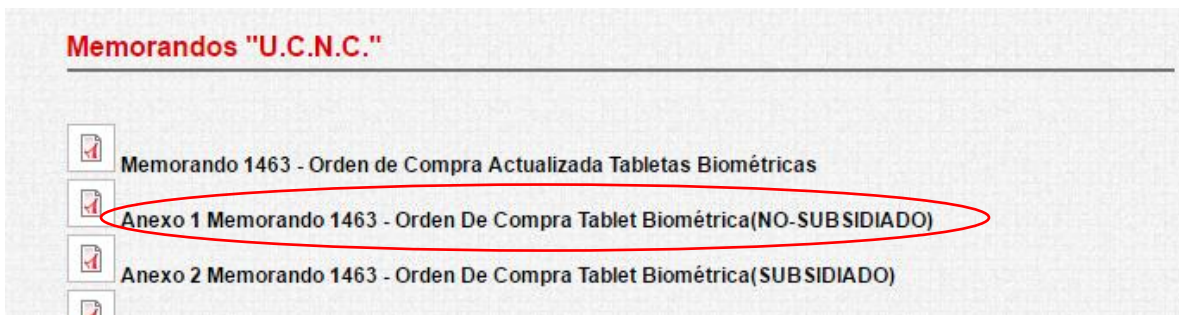 Memorandos "U.C.N.C."
Memorando 1463 - Orden de Compra Actualizada Tabletas Biométricas
Anexo 1 Memorando 1463 - Orden De Compra Tablet Biométrica(NO-SUBSIDIADO)
Anexo 2 Memorando 1463 - Orden De Compra Tablet Biométrica(SUBSIDIADO)